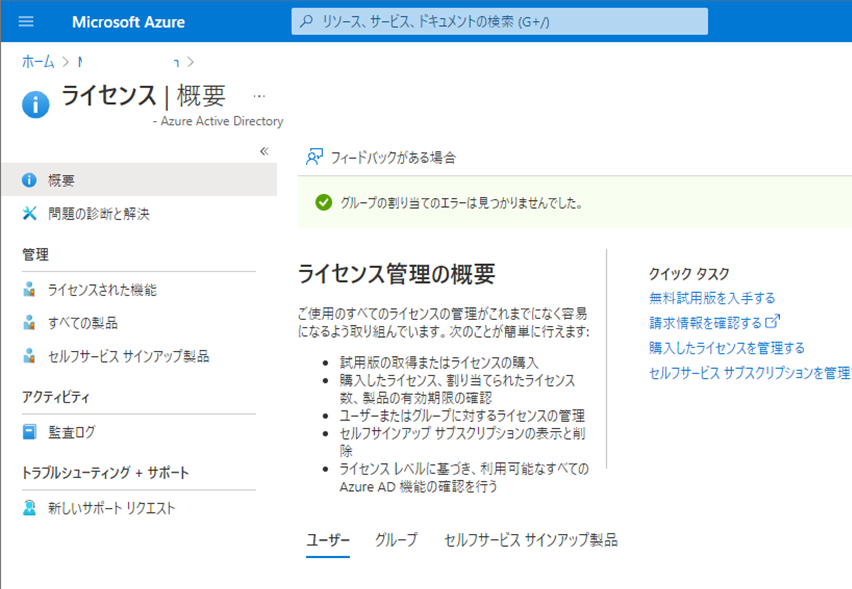 Microsoft Azure
リソース、サービス、ドキュメントの検索 (G+/)
ホーム
ライセンス | 概要
- Azure Active Directory
概要
問題の診断と解決
管理
ライセンスされた機能
すべての製品
セルフサービス サインアップ製品
アクティビティ
監査ログ
トラブルシューティング + サポート
新しいサポート リクエスト
フィードバックがある場合
グループの割り当てのエラーは見つかりませんでした。
ライセンス管理の概要
ご使用のすべてのライセンスの管理がこれまでになく容易
になるよう取り組んでいます。次のことが簡単に行えます:
試用版の取得またはライセンスの購入
購入したライセンス、割り当てられたライセンス
数、製品の有効期限の確認
ユーザーまたはグループに対するライセンスの管理
セルフサインアップ サブスクリプションの表示と削
除
ライセンス レベルに基づき、利用可能なすべての
Azure AD 機能の確認を行う
クイック タスク
無料試用版を入手する
請求情報を確認する
購入したライセンスを管理する
セルフサービス サブスクリプションを管理
ユーザー
グループ
セルフサービス サインアップ製品